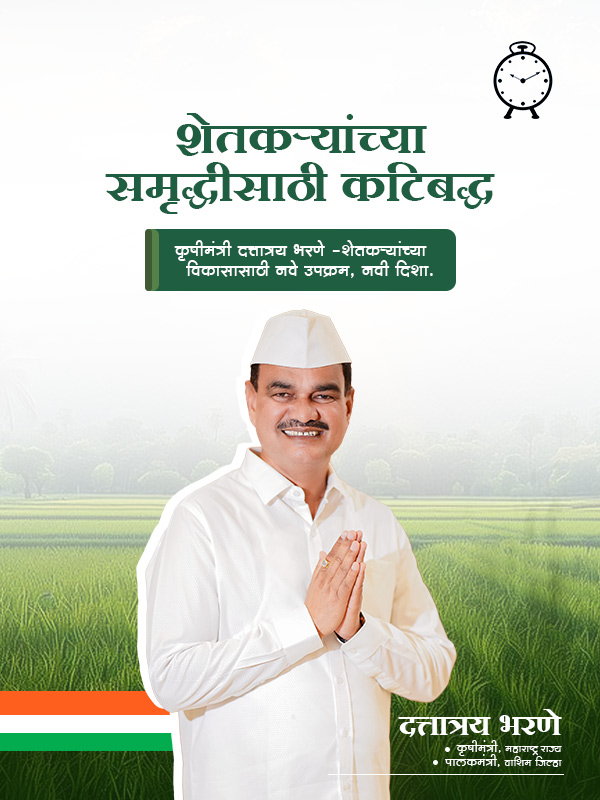 शेतकऱ्यांच्या
समृद्धीसाठी कटिबद्ध
कृषीमंत्री दत्तात्रय भरणे -शेतकऱ्यांच्या
विकासासाठी नवे उपक्रम, नवी दिशा.
दत्तात्रय भरणे
• कृषीमंत्री, महाराष्ट्र राज्य
• पालकमंत्री, वाशिम जिल्हा